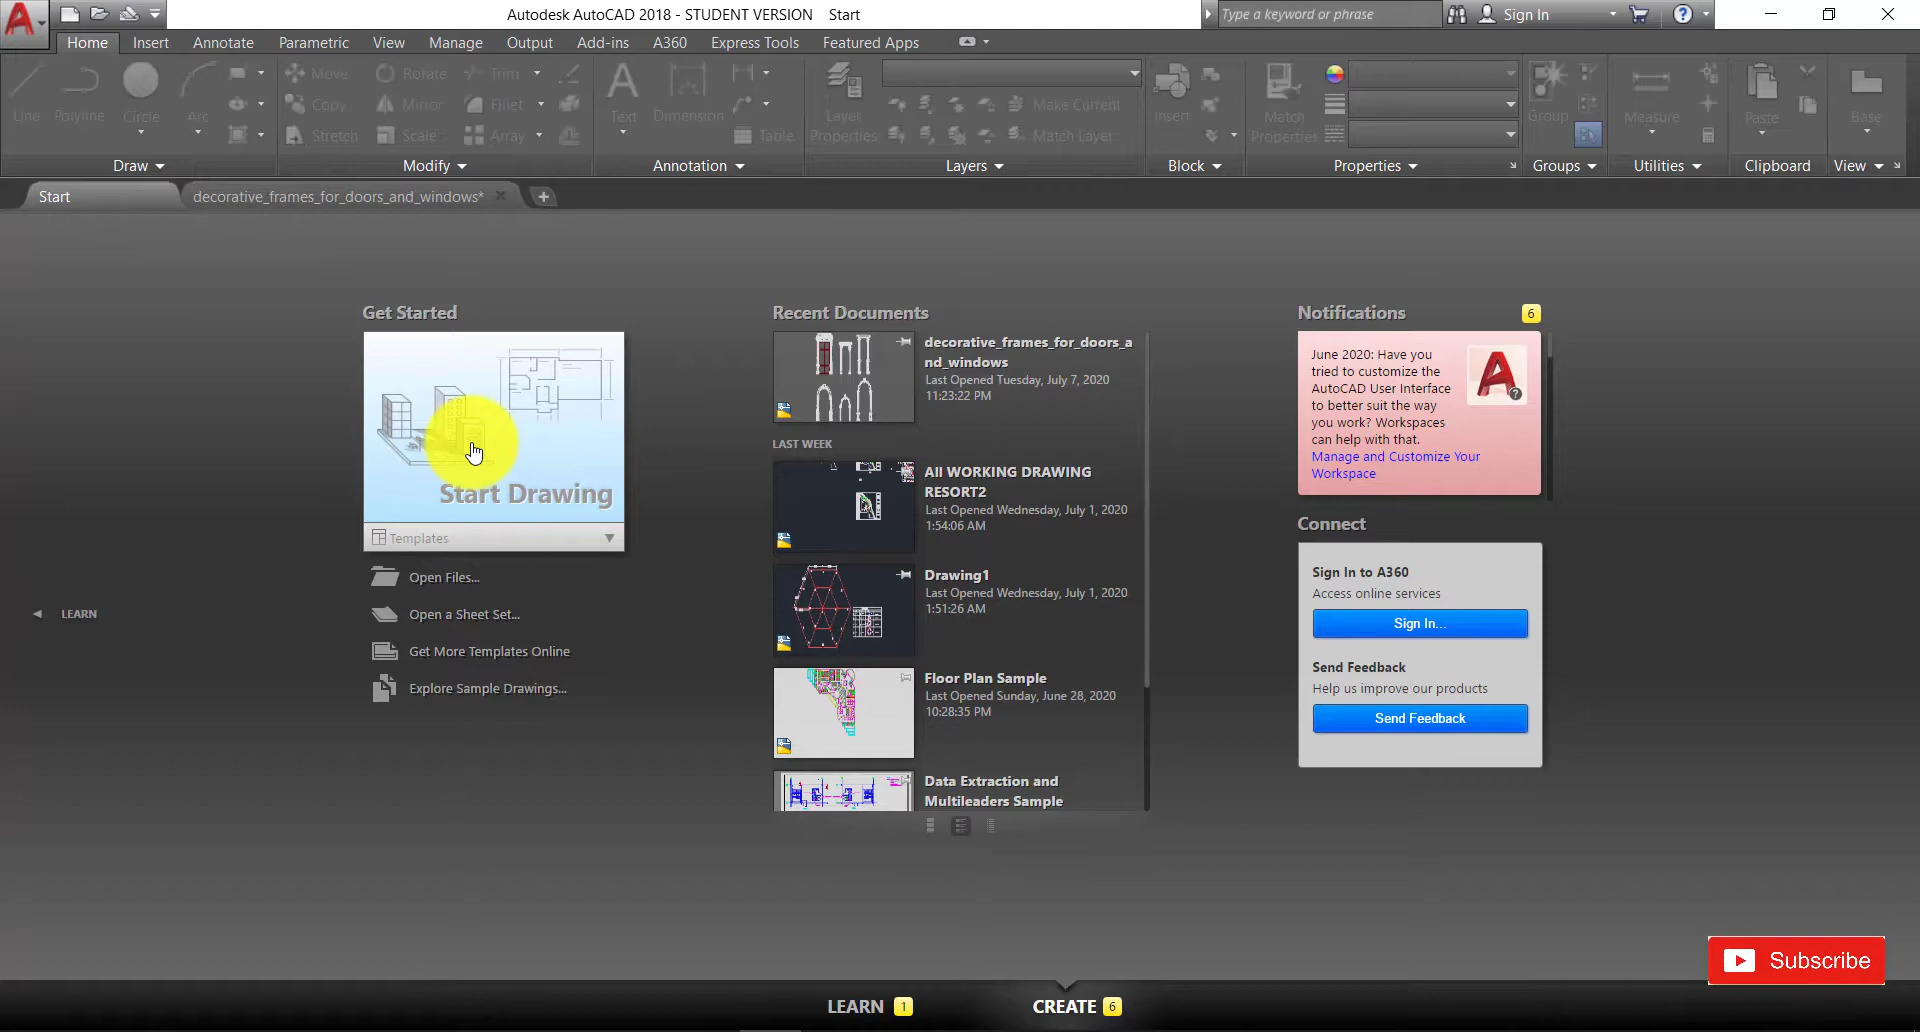 Autodesk AutoCAD 2018 - STUDENT VERSION Start
Type a keyword or phrase
Sign In
Home Insert Annotate Parametric View Manage Output Add-ins A360 Express Tools Featured Apps
Line Polyline Circle Arc
Move Rotate Trim
Copy Mirror Fillet
Stretch Scale Array
Text Dimension
Table
Layer
Properties
Make Current
Match Layer
Insert
Match
Properties
Group
Measure
Paste
Base
Draw Modify Annotation Layers Block Properties Groups Utilities Clipboard View
Start
decorative_frames_for_doors_and_windows*
Get Started
Start Drawing
Templates
Open Files...
Open a Sheet Set...
Get More Templates Online
Explore Sample Drawings...
LEARN
Recent Documents
decorative_frames_for_doors_a
nd_windows
Last Opened Tuesday, July 7, 2020
11:23:22 PM
LAST WEEK
All WORKING DRAWING
RESORT2
Last Opened Wednesday, July 1, 2020
1:54:06 AM
Drawing1
Last Opened Wednesday, July 1, 2020
1:51:26 AM
Floor Plan Sample
Last Opened Sunday, June 28, 2020
10:28:35 PM
Data Extraction and
Multileaders Sample
Notifications 6
June 2020: Have you
tried to customize the
AutoCAD User Interface
to better suit the way
you work? Workspaces
can help with that.
Manage and Customize Your
Workspace
Connect
Sign In to A360
Access online services
Sign In...
Send Feedback
Help us improve our products
Send Feedback
Subscribe
LEARN 1
CREATE 6